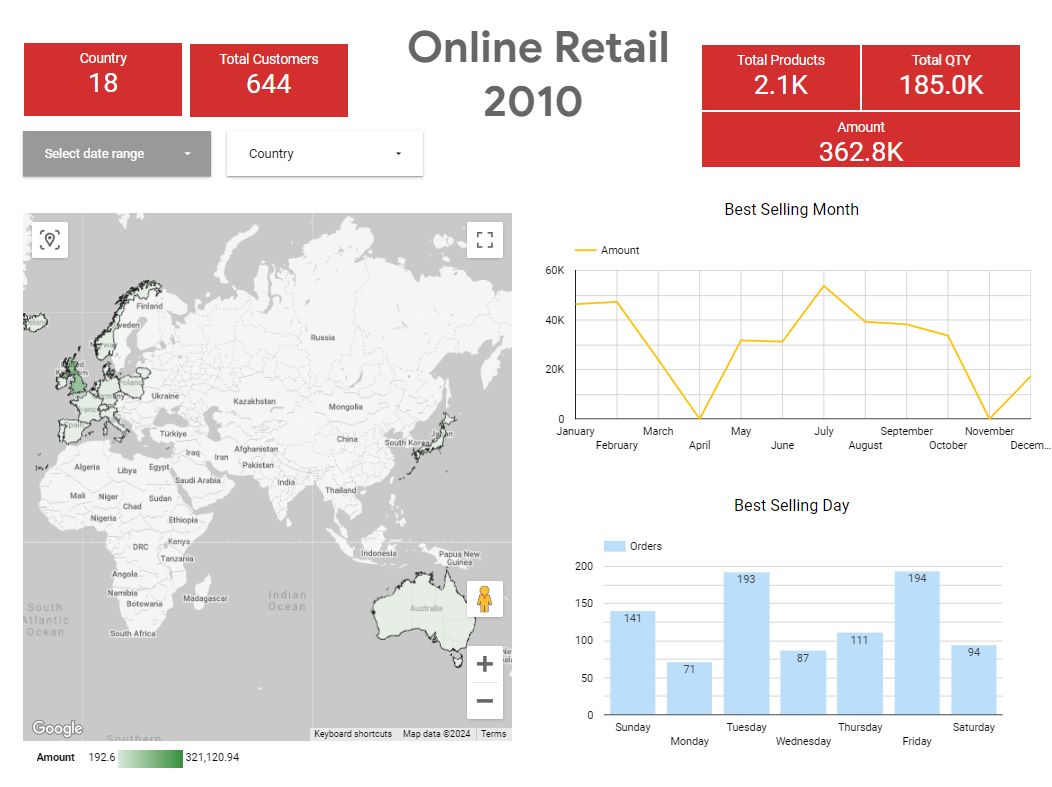 Online Retail
2010
Country
18
Total Customers
644
Total Products
2.1K
Total QTY
185.0K
Amount
362.8K
Select date range
Country
Finland
Russia
Poland
Ukraine
Kazakhstan
Mongolia
Spain
Türkiye
China
South Korea
Japan
Iraq
Iran
Afghanistan
Pakistan
Algeria
Libya
Egypt
Saudi Arabia
India
Thailand
Mali
Niger
Chad
Sudan
Nigeria
Ethiopia
DRC
Kenya
Tanzania
Indonesia
Papua New
Guinea
Angola
Namibia
Botswana
Madagascar
Indian
Ocean
South
Atlantic
Ocean
Australia
South Africa
Southern
Google
Keyboard shortcuts Map data ©2024 Terms
Amount 192.6 321,120.94
Best Selling Month
Amount
60K
40K
20K
0
January
February
March
April
May
June
July
August
September
October
November
Decem...
Best Selling Day
Orders
200
150
100
50
0
141
71
193
87
111
194
94
Sunday
Monday
Tuesday
Wednesday
Thursday
Friday
Saturday